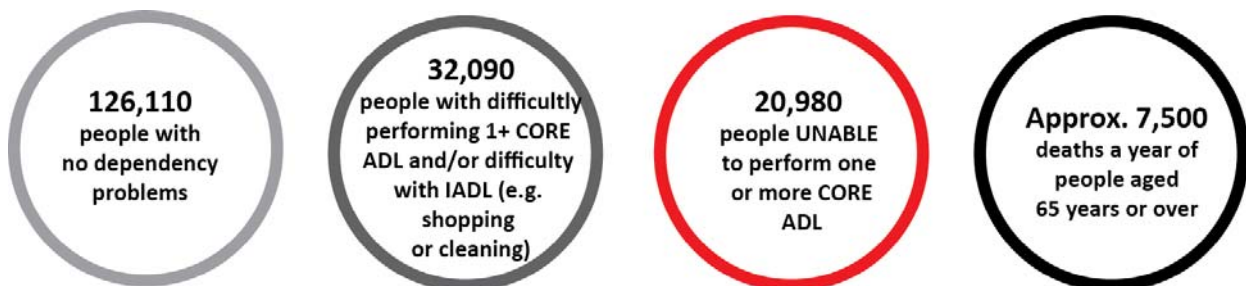 126,110
people with
no dependency
problems
32,090
people with difficultly
performing 1+ CORE
ADL and/or difficulty
with IADL (e.g.
shopping
or cleaning)
20,980
people UNABLE
to perform one
or more CORE
ADL
Approx. 7,500
deaths a year of
people aged
65 years or over